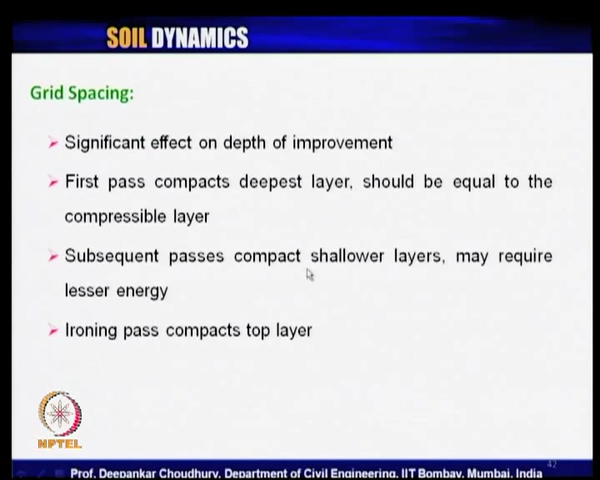 SOIL DYNAMICS
Grid Spacing:
Significant effect on depth of improvement
First pass compacts deepest layer, should be equal to the
compressible layer
Subsequent passes compact shallower layers, may require
lesser energy
Ironing pass compacts top layer
NPTEL
42
Prof. Deepankar Choudhury, Department of Civil Engineering, IIT Bombay, Mumbai, India